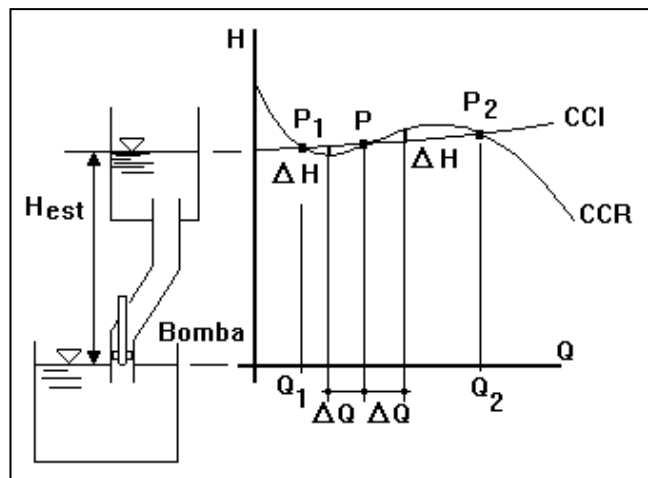 H
P1 P P2
CCI
ΔH ΔH
Hest
CCR
Bomba
Q
Q1 Q2
ΔQ ΔQ